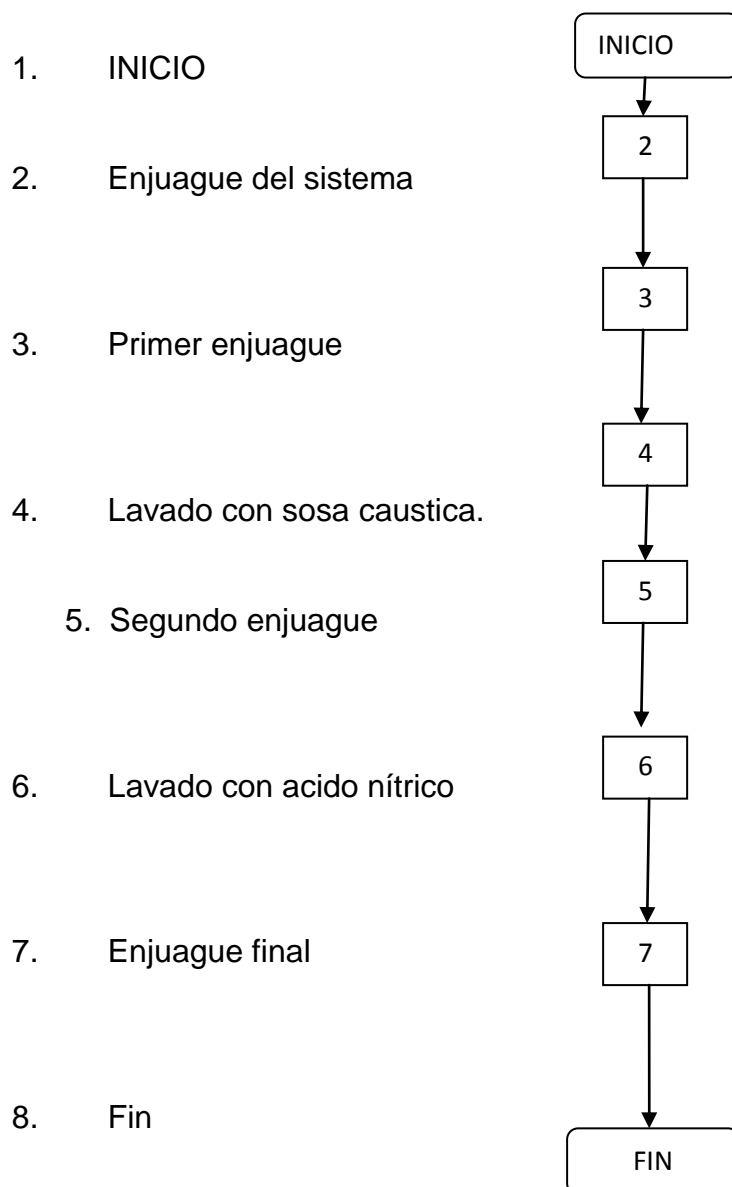 INICIO
1. INICIO
2
2. Enjuague del sistema
3
3. Primer enjuague
4
4. Lavado con sosa caustica.
5
5. Segundo enjuague
6
6. Lavado con acido nítrico
7. Enjuague final
7
8. Fin
FIN